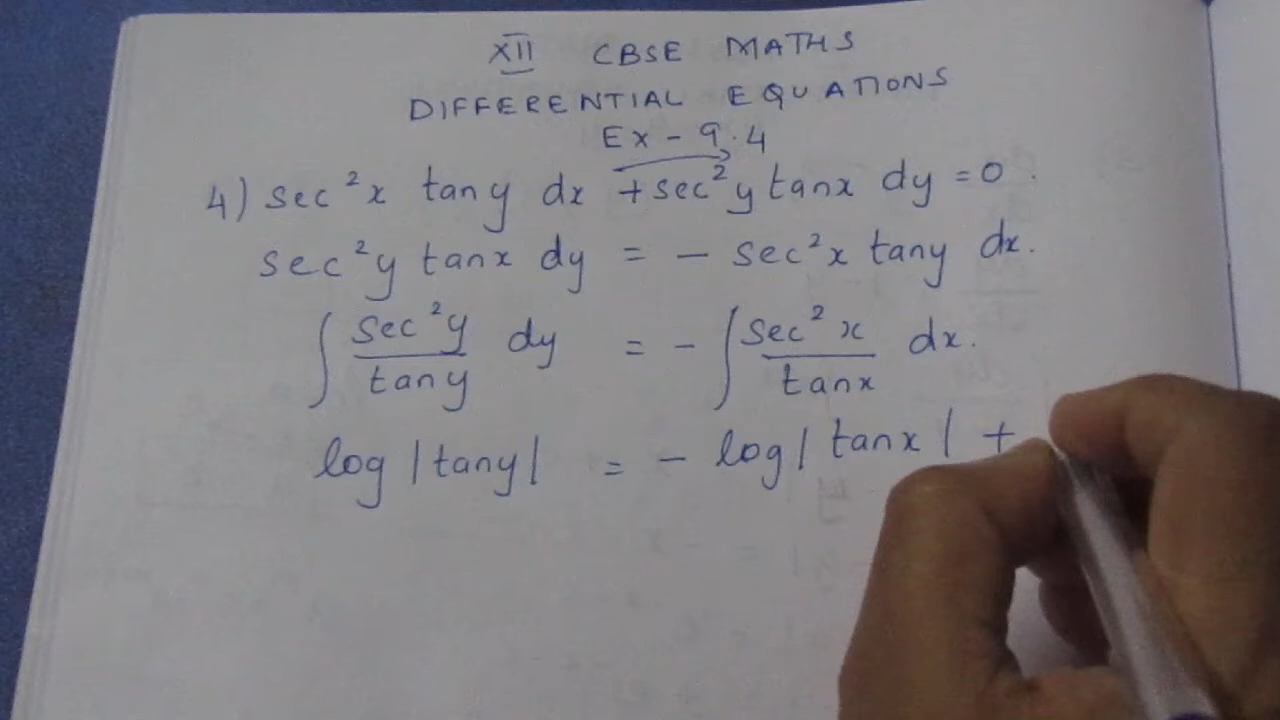 XII CBSE MATHS
DIFFERENTIAL EQUATIONS
Ex - 9.4
4) sec²x tany dx + sec²y tanx dy = 0.
sec²y tanx dy = - sec²x tany dx.
∫ sec²y/tany dy = - ∫ sec²x/tanx dx.
log |tany| = - log |tanx| +